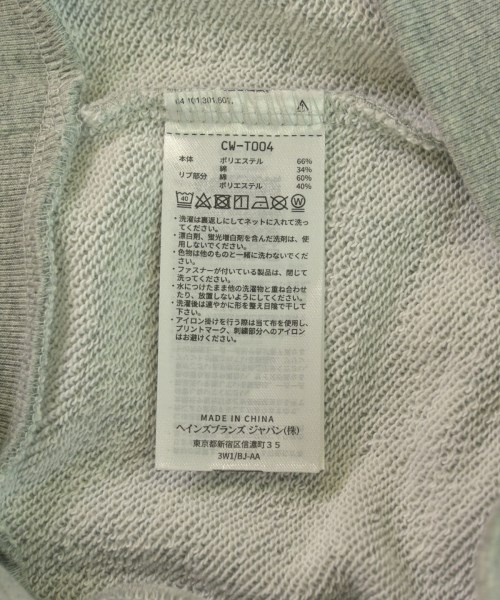 CW-T004
本体 ポリエステル 66%
綿 34%
リブ部分 綿 60%
ポリエステル 40%
40
・洗濯は裏返しにしてネットに入れて洗っ
てください。
・漂白剤、蛍光増白剤を含んだ洗剤は、使
用しないでください。
・色物は他のものと一緒に洗わないでくだ
さい。
・ファスナーが付いている製品は、閉じて
洗ってください。
・水につけたまま他の洗濯物と重ね合わせ
たり、放置しないようにしてください。
・洗濯後は速やかに形を整え日陰で干して
下さい。
・アイロン掛けを行う際は当て布を使用し、
プリントマーク、刺繍部分へのアイロン
はお避けください。
MADE IN CHINA
ヘインズブランズ ジャパン(株)
東京都新宿区信濃町35
3W1/BJ-AA